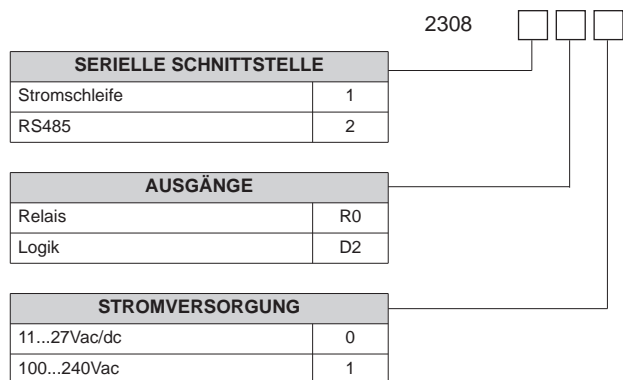 2308
SERIELLE SCHNITTSTELLE
Stromschleife 1
RS485 2
AUSGÄNGE
Relais R0
Logik D2
STROMVERSORGUNG
11...27Vac/dc 0
100...240Vac 1